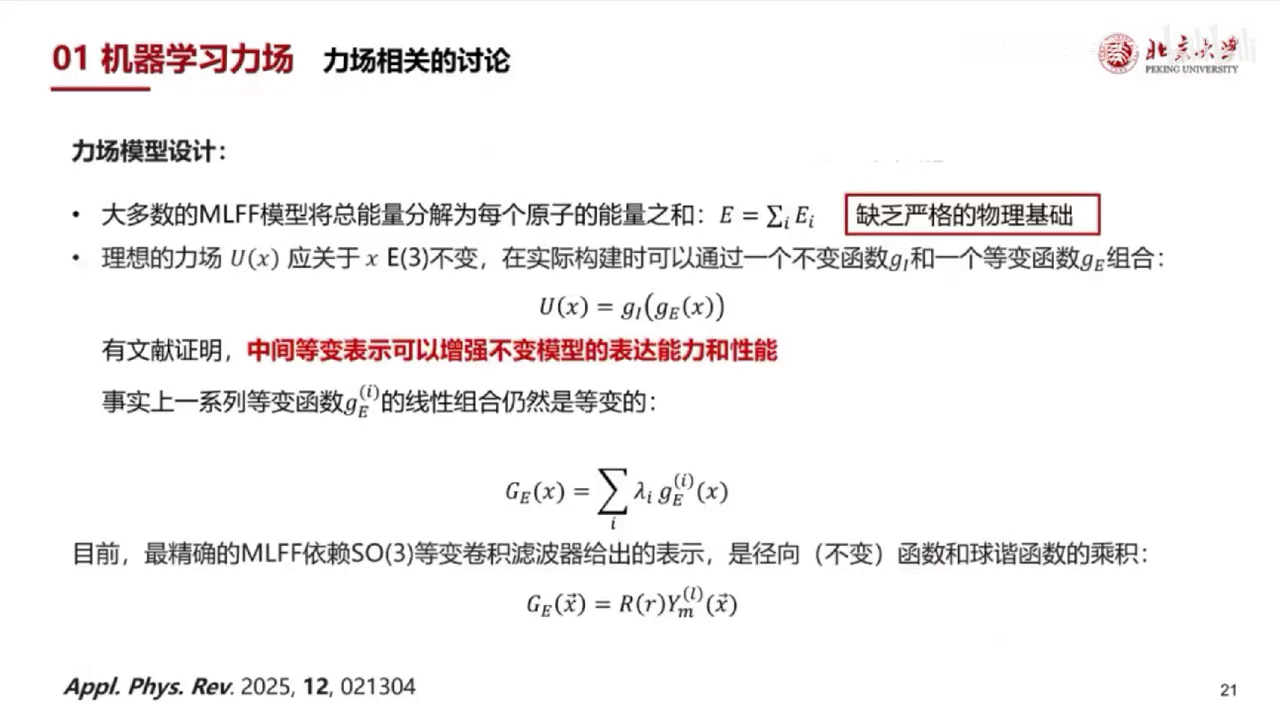 01 机器学习力场 力场相关的讨论
北京大学
PEKING UNIVERSITY
力场模型设计：
• 大多数的MLFF模型将总能量分解为每个原子的能量之和：E = ∑ᵢ Eᵢ 缺乏严格的物理基础
• 理想的力场 U(x) 应关于 x E(3)不变，在实际构建时可以通过一个不变函数g_I和一个等变函数g_E组合：
U(x) = g_I(g_E(x))
有文献证明，中间等变表示可以增强不变模型的表达能力和性能
事实上一系列等变函数g_E^(i)的线性组合仍然是等变的：
G_E(x) = ∑_i λ_i g_E^(i)(x)
目前，最精确的MLFF依赖SO(3)等变卷积滤波器给出的表示，是径向（不变）函数和球谐函数的乘积：
G_E(x⃗) = R(r)Y_m^(l)(x⃗)
Appl. Phys. Rev. 2025, 12, 021304
21